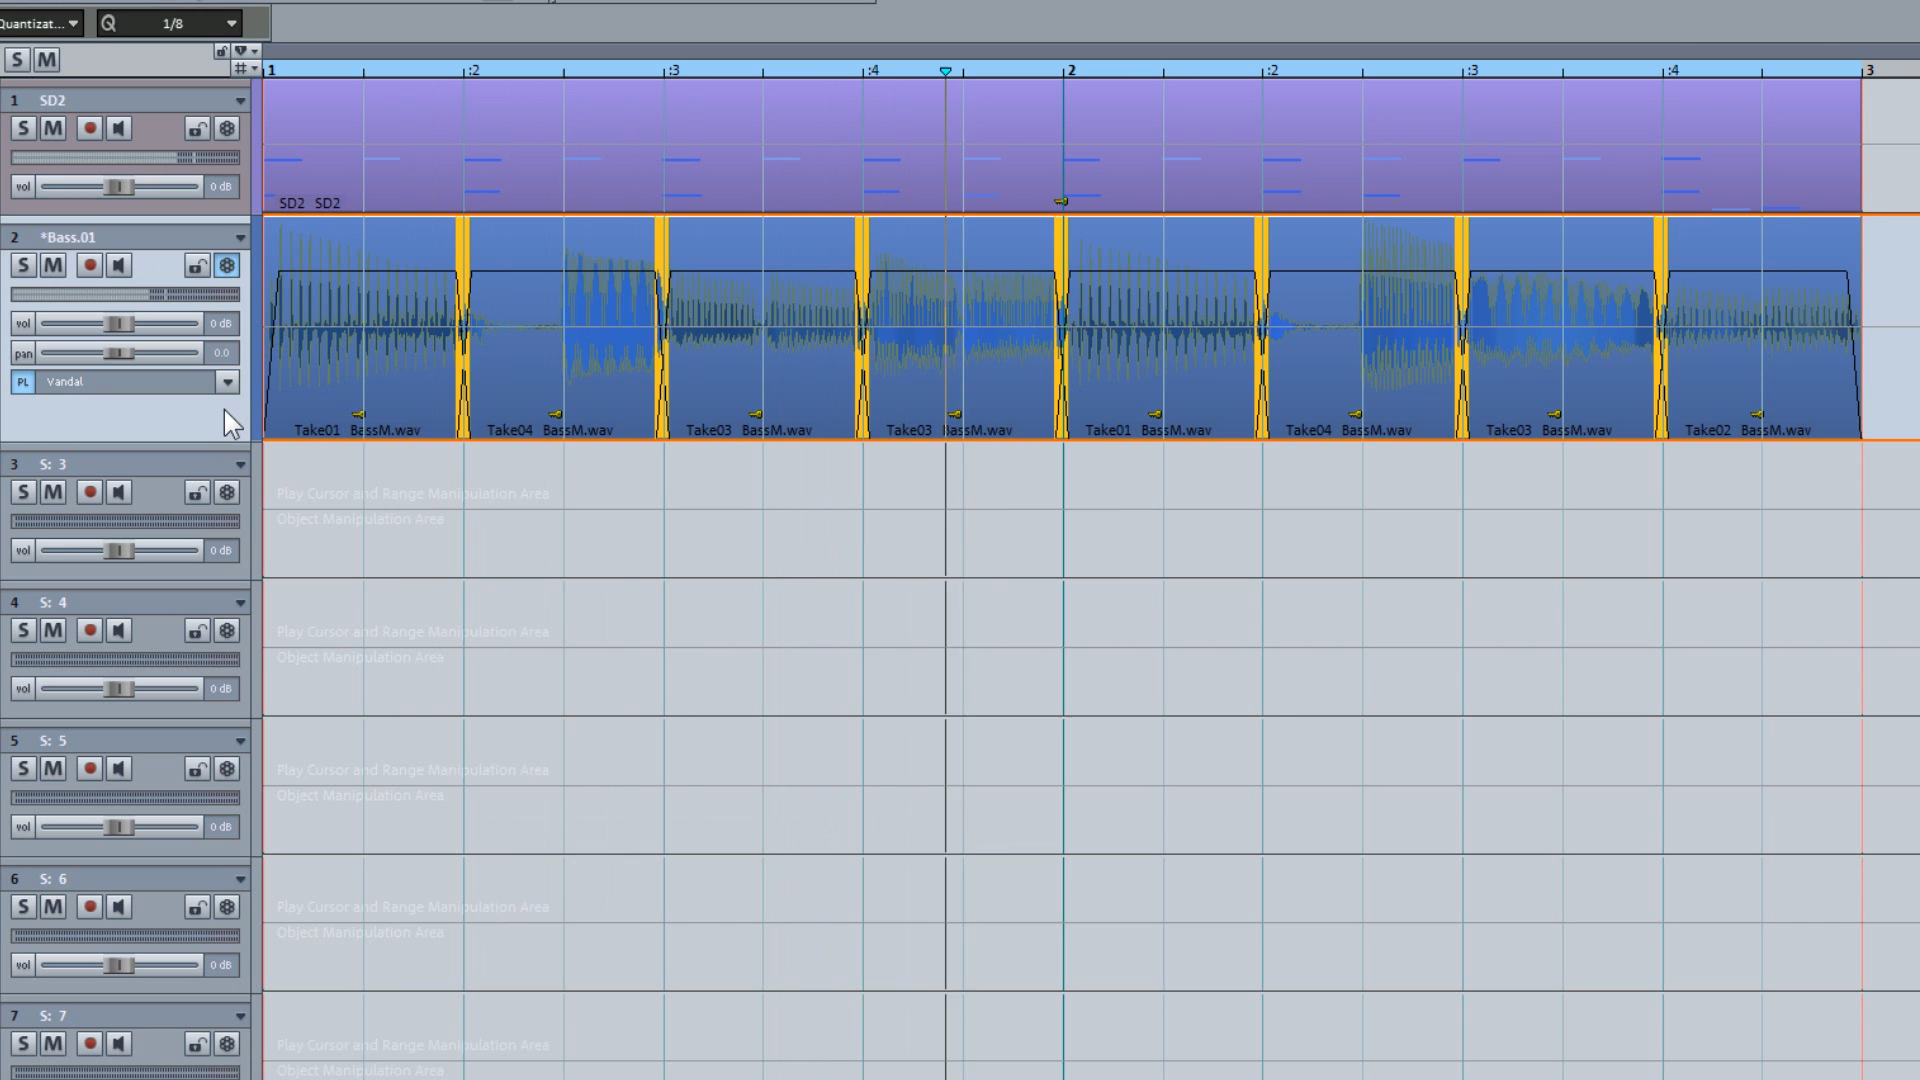 Quantizat...
Q 1/8
S M
1 :2 :3 :4 2 :2 :3 :4 3
1 SD2
S M
vol 0 dB
SD2 SD2
2 *Bass.01
S M
vol 0 dB
pan 0.0
PL Vandal
Take01 BassM.wav Take04 BassM.wav Take03 BassM.wav Take03 BassM.wav Take01 BassM.wav Take04 BassM.wav Take03 BassM.wav Take02 BassM.wav
3 S: 3
S M
vol 0 dB
Play Cursor and Range Manipulation Area
Object Manipulation Area
4 S: 4
S M
vol 0 dB
Play Cursor and Range Manipulation Area
Object Manipulation Area
5 S: 5
S M
vol 0 dB
Play Cursor and Range Manipulation Area
Object Manipulation Area
6 S: 6
S M
vol 0 dB
Play Cursor and Range Manipulation Area
Object Manipulation Area
7 S: 7
S M
Play Cursor and Range Manipulation Area
Object Manipulation Area